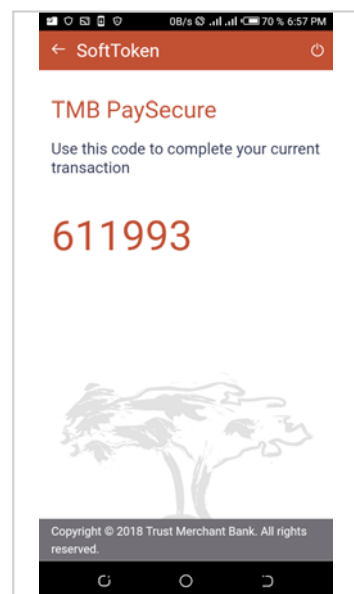 0B/s 70 % 6:57 PM
SoftToken
TMB PaySecure
Use this code to complete your current
transaction
611993
Copyright © 2018 Trust Merchant Bank. All rights
reserved.